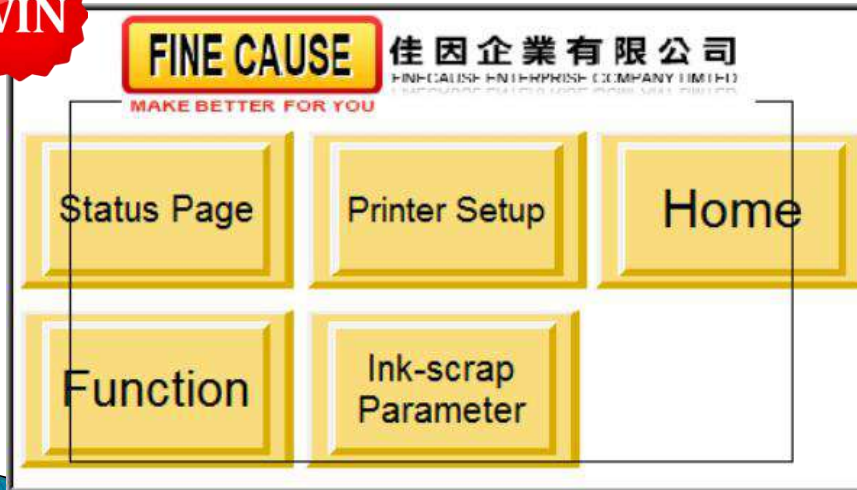 WIN
FINE CAUSE
佳因企業有限公司
FINECAUSE ENTERPRISE COMPANY LIMITED
MAKE BETTER FOR YOU
Status Page
Printer Setup
Home
Function
Ink-scrap
Parameter